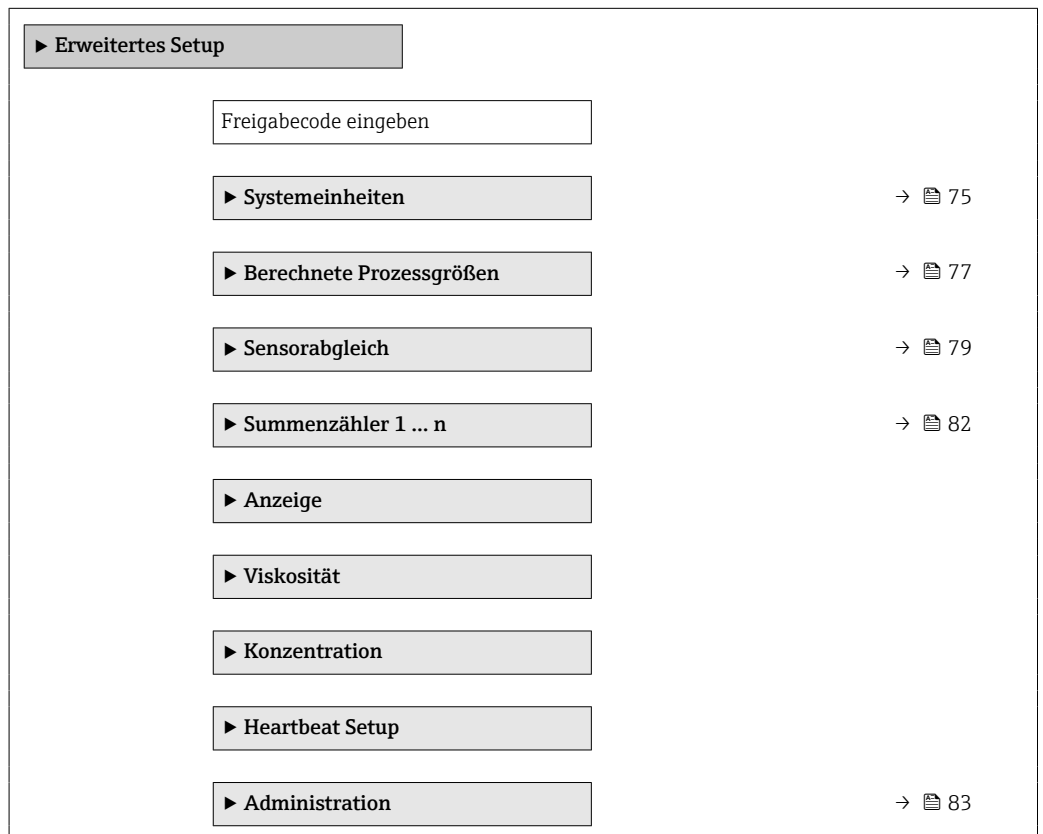 ▶ Erweitertes Setup
Freigabecode eingeben
▶ Systemeinheiten → 75
▶ Berechnete Prozessgrößen → 77
▶ Sensorabgleich → 79
▶ Summenzähler 1 … n → 82
▶ Anzeige
▶ Viskosität
▶ Konzentration
▶ Heartbeat Setup
▶ Administration → 83